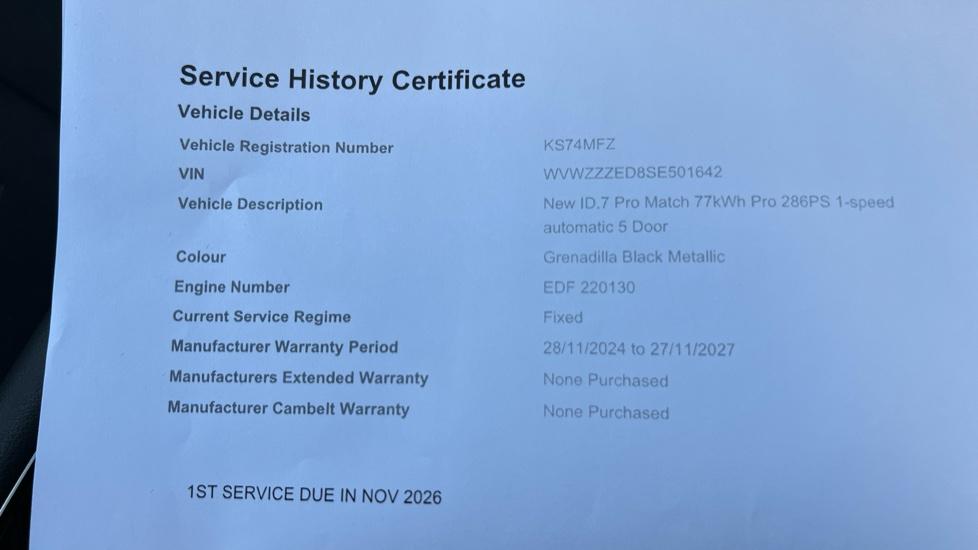 Service History Certificate
Vehicle Details
Vehicle Registration Number KS74MFZ
VIN WVWZZZED8SE501642
Vehicle Description New ID.7 Pro Match 77kWh Pro 286PS 1-speed
automatic 5 Door
Colour Grenadilla Black Metallic
Engine Number EDF 220130
Current Service Regime Fixed
Manufacturer Warranty Period 28/11/2024 to 27/11/2027
Manufacturers Extended Warranty None Purchased
Manufacturer Cambelt Warranty None Purchased
1ST SERVICE DUE IN NOV 2026